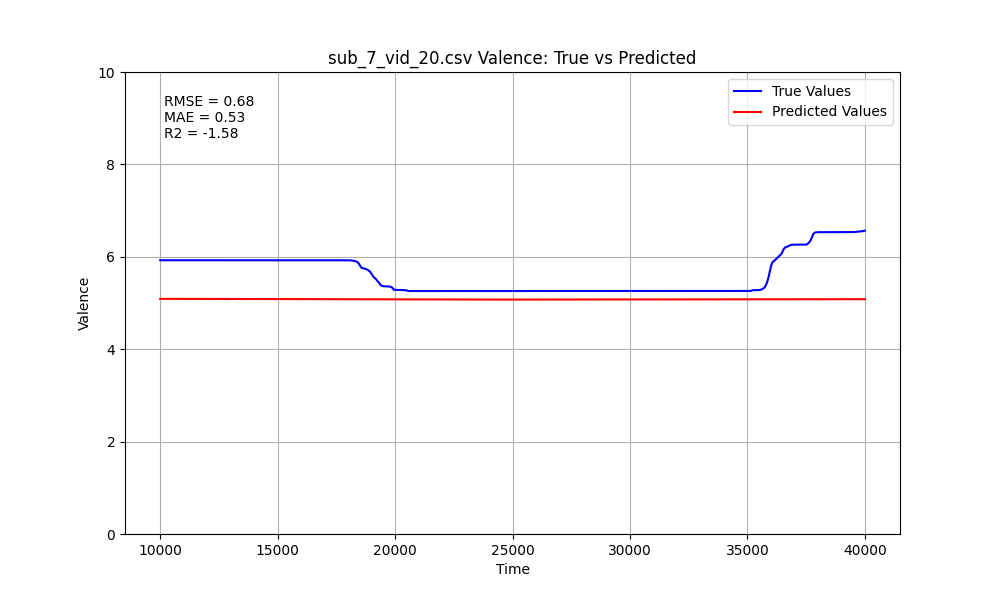 sub_7_vid_20.csv Valence: True vs Predicted
RMSE = 0.68
MAE = 0.53
R2 = -1.58
True Values
Predicted Values
Valence
10
8
6
4
2
0
10000
15000
20000
25000
30000
35000
40000
Time